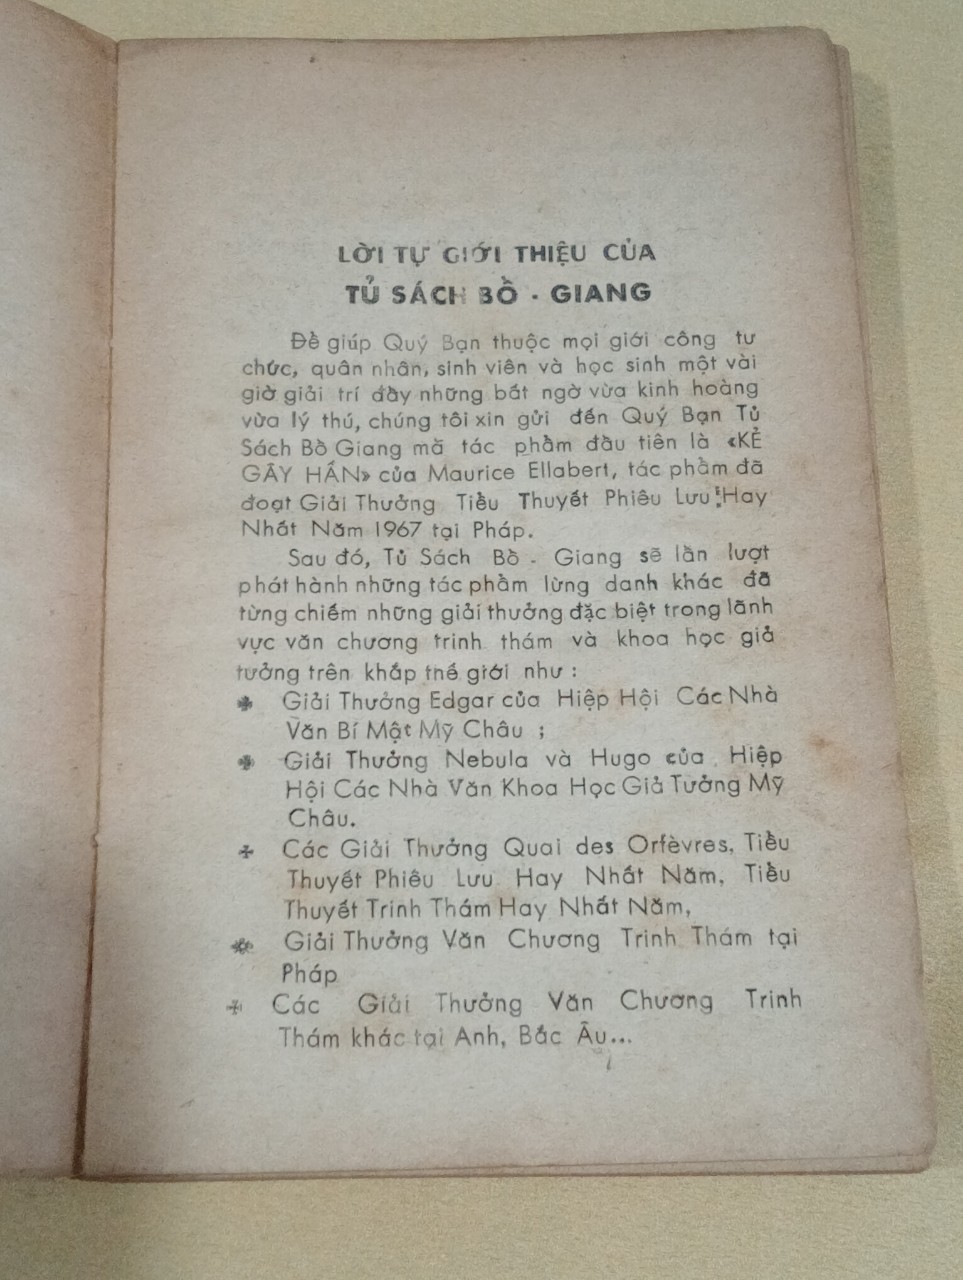 LỜI TỰ GIỚI THIỆU CỦA
TỦ SÁCH BỒ - GIANG
Để giúp Quý Bạn thuộc mọi giới công tư
chức, quân nhân, sinh viên và học sinh một vài
giờ giải trí đầy những bất ngờ vừa kinh hoàng
vừa lý thú, chúng tôi xin gửi đến Quý Bạn Tủ
Sách Bồ Giang mã tác phẩm đầu tiên là «KẺ
GÂY HẤN» của Maurice Ellabert, tác phẩm đã
đoạt Giải Thưởng Tiểu Thuyết Phiêu Lưu Hay
Nhất Năm 1967 tại Pháp.
Sau đó, Tủ Sách Bồ - Giang sẽ lần lượt
phát hành những tác phẩm lừng danh khác đã
từng chiếm những giải thưởng đặc biệt trong lãnh
vực văn chương trinh thám và khoa học giả
tưởng trên khắp thế giới như :
Giải Thưởng Edgar của Hiệp Hội Các Nhà
Văn Bí Mật Mỹ Châu ;
Giải Thưởng Nebula và Hugo của Hiệp
Hội Các Nhà Văn Khoa Học Giả Tưởng Mỹ
Châu.
Các Giải Thưởng Quai des Orfèvres, Tiểu
Thuyết Phiêu Lưu Hay Nhất Năm, Tiểu
Thuyết Trinh Thám Hay Nhất Năm,
Giải Thưởng Văn Chương Trinh Thám tại
Pháp
Các Giải Thưởng Văn Chương Trinh
Thám khác tại Anh, Bắc Âu...